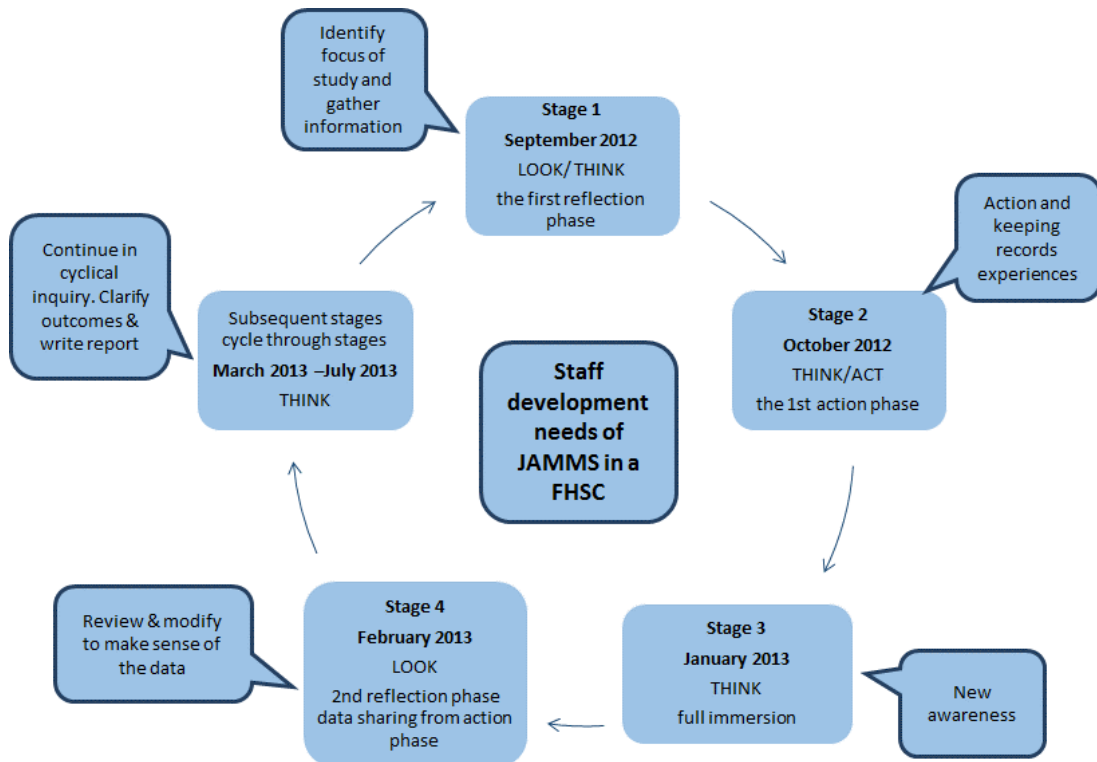 Identify
focus of
study and
gather
information
Stage 1
September 2012
LOOK/ THINK
the first reflection
phase
Action and
keeping
records
experiences
Stage 2
October 2012
THINK/ACT
the 1st action phase
Continue in
cyclical
inquiry. Clarify
outcomes &
write report
Subsequent stages
cycle through stages
March 2013 –July 2013
THINK
Staff
development
needs of
JAMMS in a
FHSC
Review & modify
to make sense of
the data
Stage 4
February 2013
LOOK
2nd reflection phase
data sharing from action
phase
Stage 3
January 2013
THINK
full immersion
New
awareness